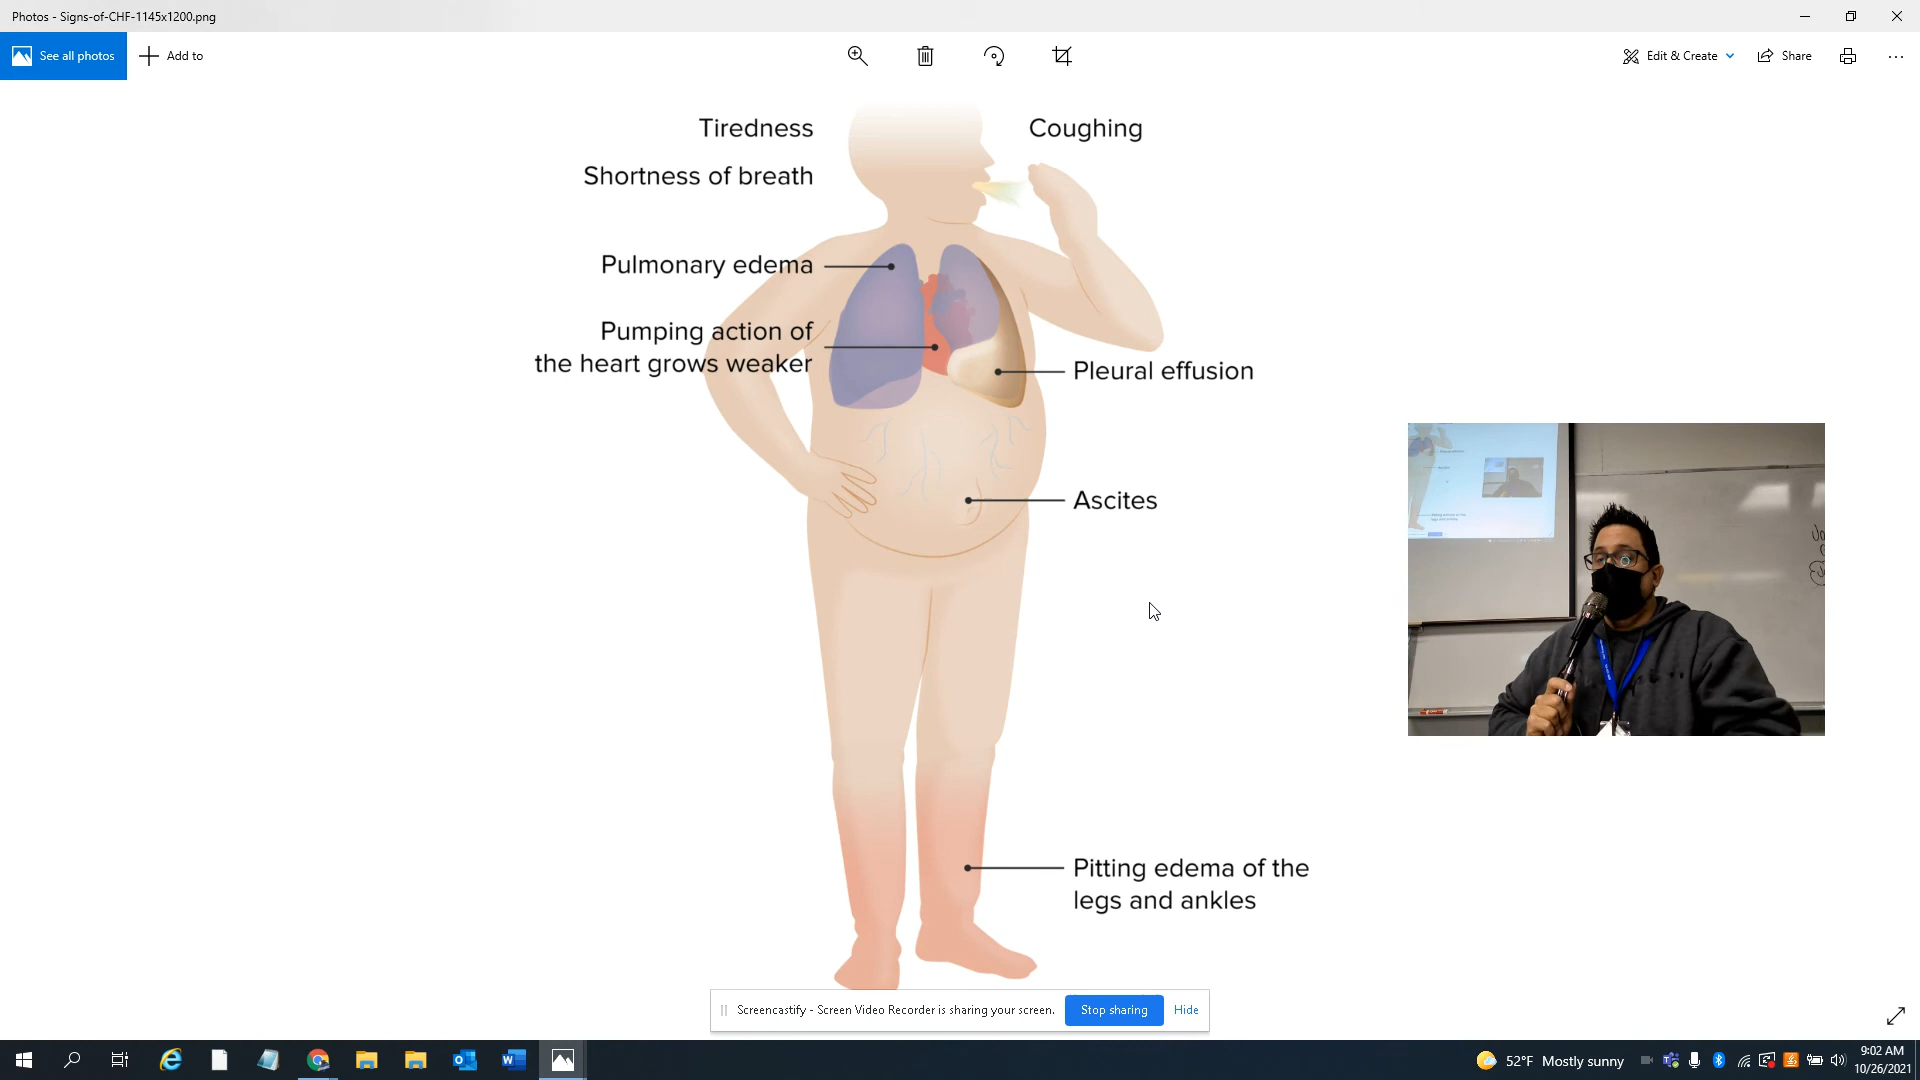 Photos - Signs-of-CHF-1145x1200.png
See all photos
Add to
Edit & Create
Share
Tiredness
Coughing
Shortness of breath
Pulmonary edema
Pumping action of
the heart grows weaker
Pleural effusion
Ascites
Pitting edema of the
legs and ankles
Screencastify - Screen Video Recorder is sharing your screen.
Stop sharing
Hide
52°F Mostly sunny
9:02 AM
10/26/2021